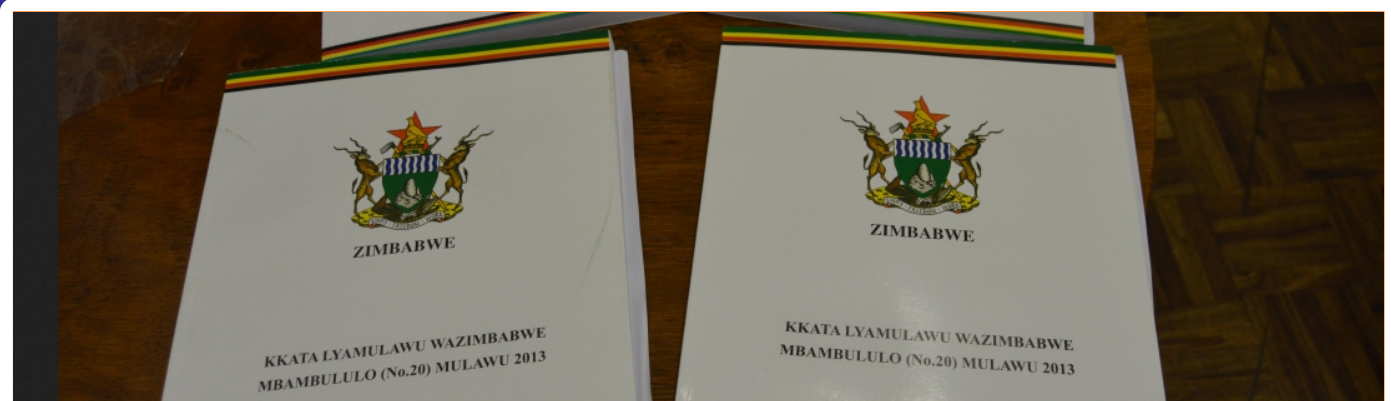 ZIMBABWE
KKATA LYAMULAWU WAZIMBABWE
MBAMBULULO (No.20) MULAWU 2013
ZIMBABWE
KKATA LYAMULAWU WAZIMBABWE
MBAMBULULO (No.20) MULAWU 2013